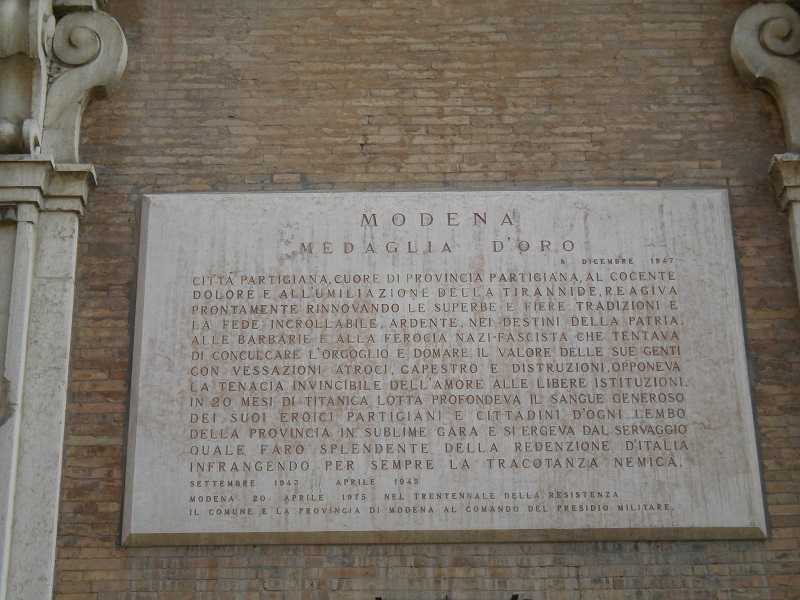 MODENA
MEDAGLIA D'ORO
8 DICEMBRE 1947
CITTÀ PARTIGIANA, CUORE DI PROVINCIA PARTIGIANA, AL COCENTE
DOLORE E ALL'UMILIAZIONE DELLA TIRANNIDE, REAGIVA
PRONTAMENTE RINNOVANDO LE SUPERBE E FIERE TRADIZIONI E
LA FEDE INCROLLABILE, ARDENTE, NEI DESTINI DELLA PATRIA.
ALLE BARBARIE E ALLA FEROCIA NAZI-FASCISTA CHE TENTAVA
DI CONCULCARE L'ORGOGLIO E DOMARE IL VALORE DELLE SUE GENTI
CON VESSAZIONI ATROCI, CAPESTRO E DISTRUZIONI, OPPONEVA
LA TENACIA INVINCIBILE DELL'AMORE ALLE LIBERE ISTITUZIONI.
IN 20 MESI DI TITANICA LOTTA PROFONDEVA IL SANGUE GENEROSO
DEI SUOI EROICI PARTIGIANI E CITTADINI D'OGNI LEMBO
DELLA PROVINCIA IN SUBLIME GARA E SI ERGEVA DAL SERVAGGIO
QUALE FARO SPLENDENTE DELLA REDENZIONE D'ITALIA
INFRANGENDO PER SEMPRE LA TRACOTANZA NEMICA.
SETTEMBRE 1943 APRILE 1945
MODENA 20 APRILE 1975 NEL TRENTENNALE DELLA RESISTENZA
IL COMUNE E LA PROVINCIA DI MODENA AL COMANDO DEL PRESIDIO MILITARE.